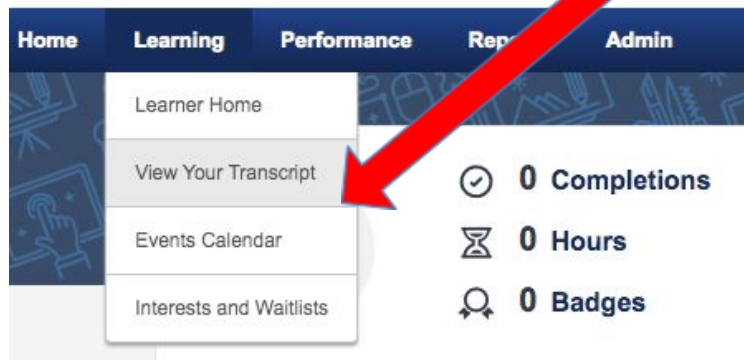 Home Learning Performance Admin
Learner Home
View Your Transcript
0 Completions
Events Calendar
0 Hours
Interests and Waitlists
0 Badges